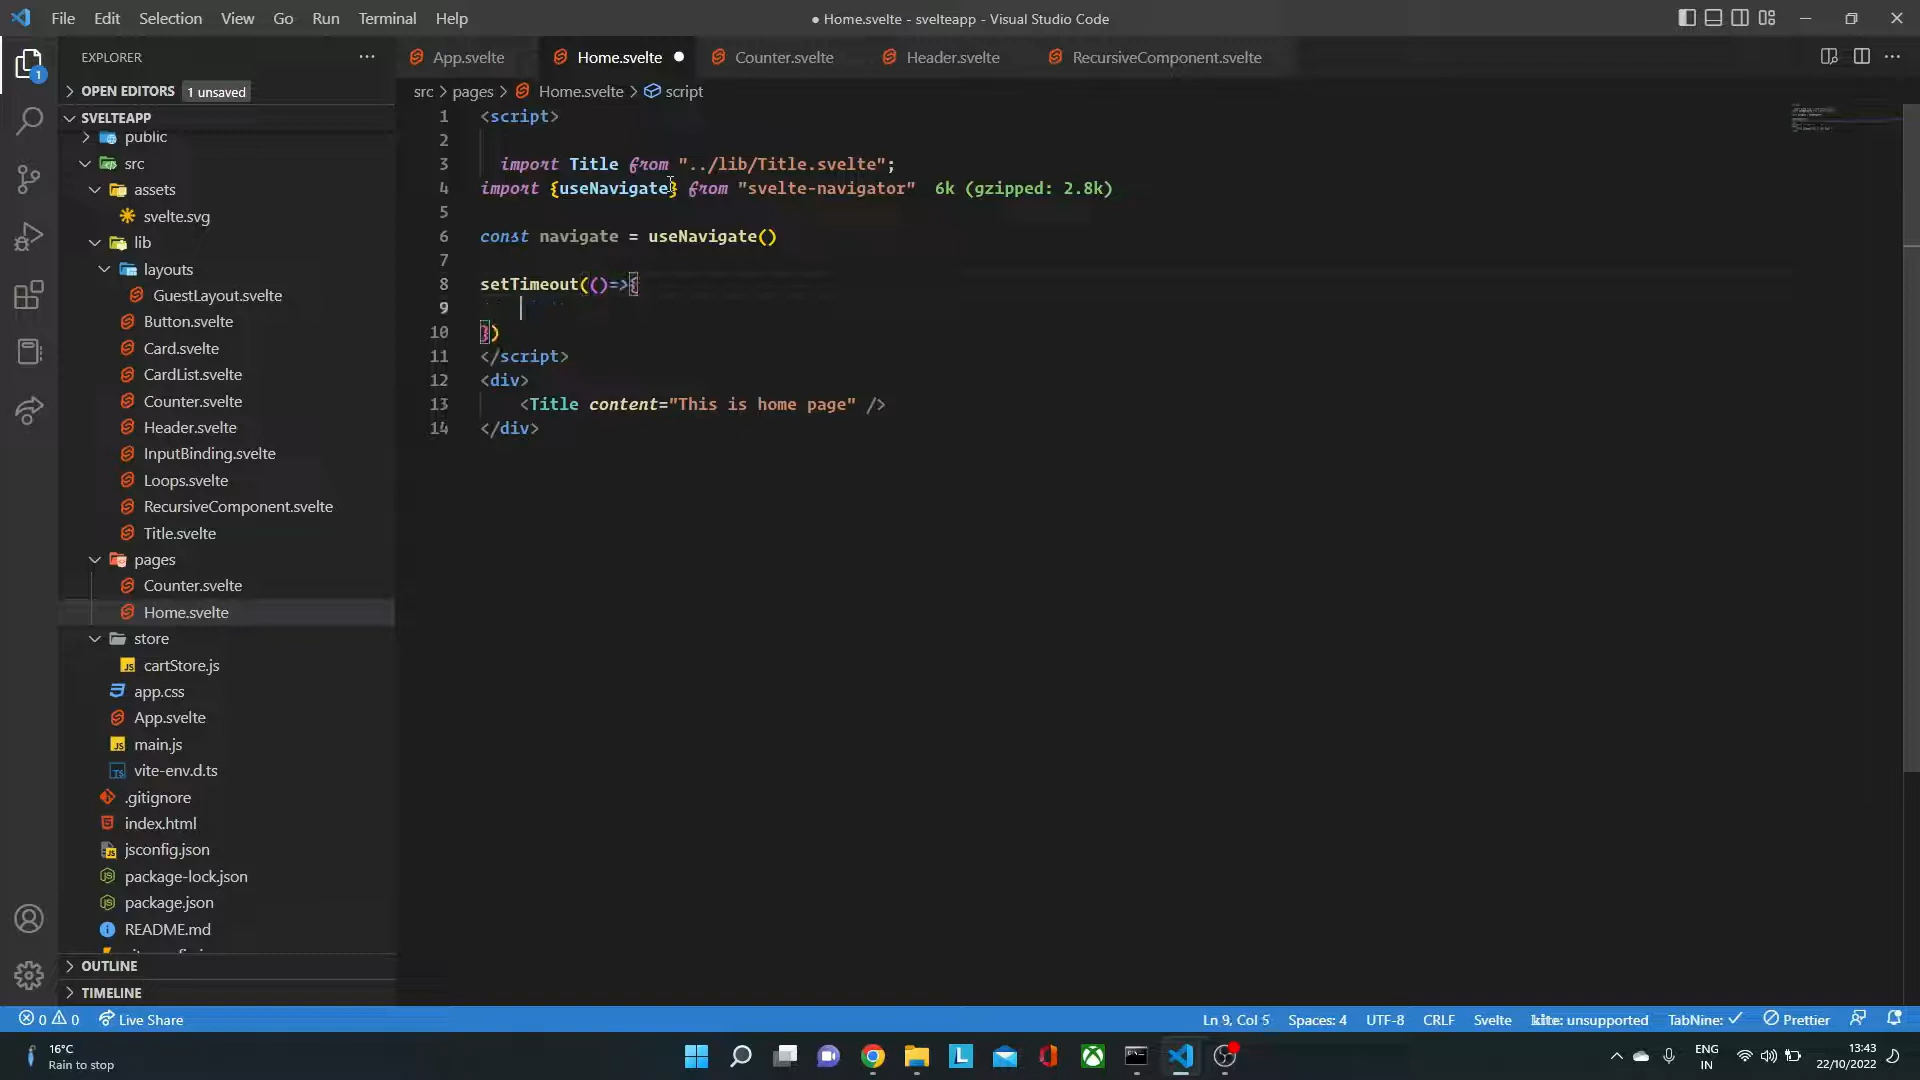 File Edit Selection View Go Run Terminal Help
● Home.svelte - svelteapp - Visual Studio Code
EXPLORER
App.svelte
Home.svelte
Counter.svelte
Header.svelte
RecursiveComponent.svelte
OPEN EDITORS 1 unsaved
src > pages > Home.svelte > script
1
SVELTEAPP
public
src
assets
svelte.svg
lib
layouts
GuestLayout.svelte
Button.svelte
Card.svelte
CardList.svelte
Counter.svelte
Header.svelte
InputBinding.svelte
Loops.svelte
RecursiveComponent.svelte
Title.svelte
pages
Counter.svelte
Home.svelte
store
cartStore.js
app.css
App.svelte
main.js
vite-env.d.ts
.gitignore
index.html
jsconfig.json
package-lock.json
package.json
README.md
OUTLINE
TIMELINE
1 <script>
2
3 import Title from "../lib/Title.svelte";
4 import {useNavigate} from "svelte-navigator" 6k (gzipped: 2.8k)
5
6 const navigate = useNavigate()
7
8 setTimeout(()=>{
9
10 })
11 </script>
12 <div>
13 <Title content="This is home page" />
14 </div>
0 0 Live Share
Ln 9, Col 5 Spaces: 4 UTF-8 CRLF Svelte kite: unsupported TabNine: Prettier
16°C
Rain to stop
ENG
IN
13:43
22/10/2022